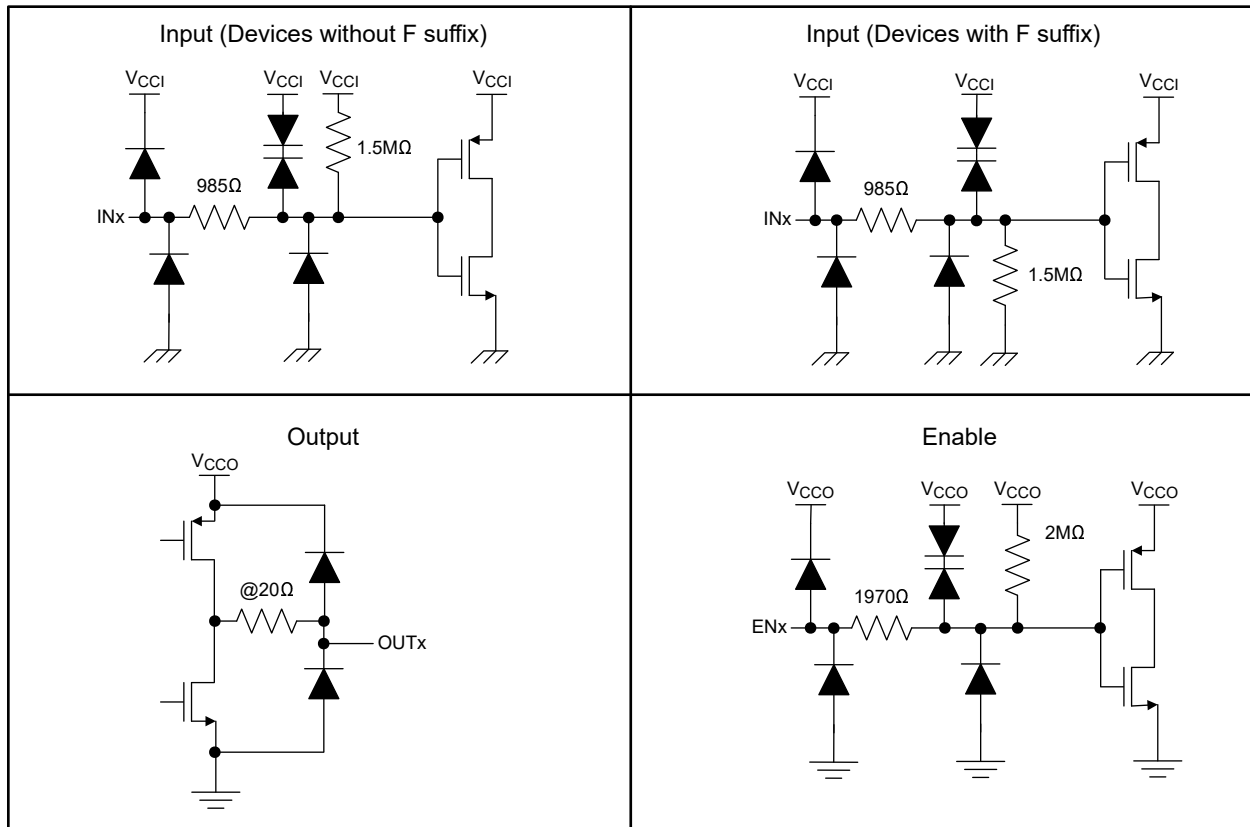 Input (Devices without F suffix)
VCCI
VCCI
VCCI
VCCI
1.5MΩ
985Ω
INx
Input (Devices with F suffix)
VCCI
VCCI
VCCI
985Ω
INx
1.5MΩ
Output
VCCO
@20Ω
OUTx
Enable
VCCO
VCCO
VCCO
VCCO
2MΩ
1970Ω
ENx